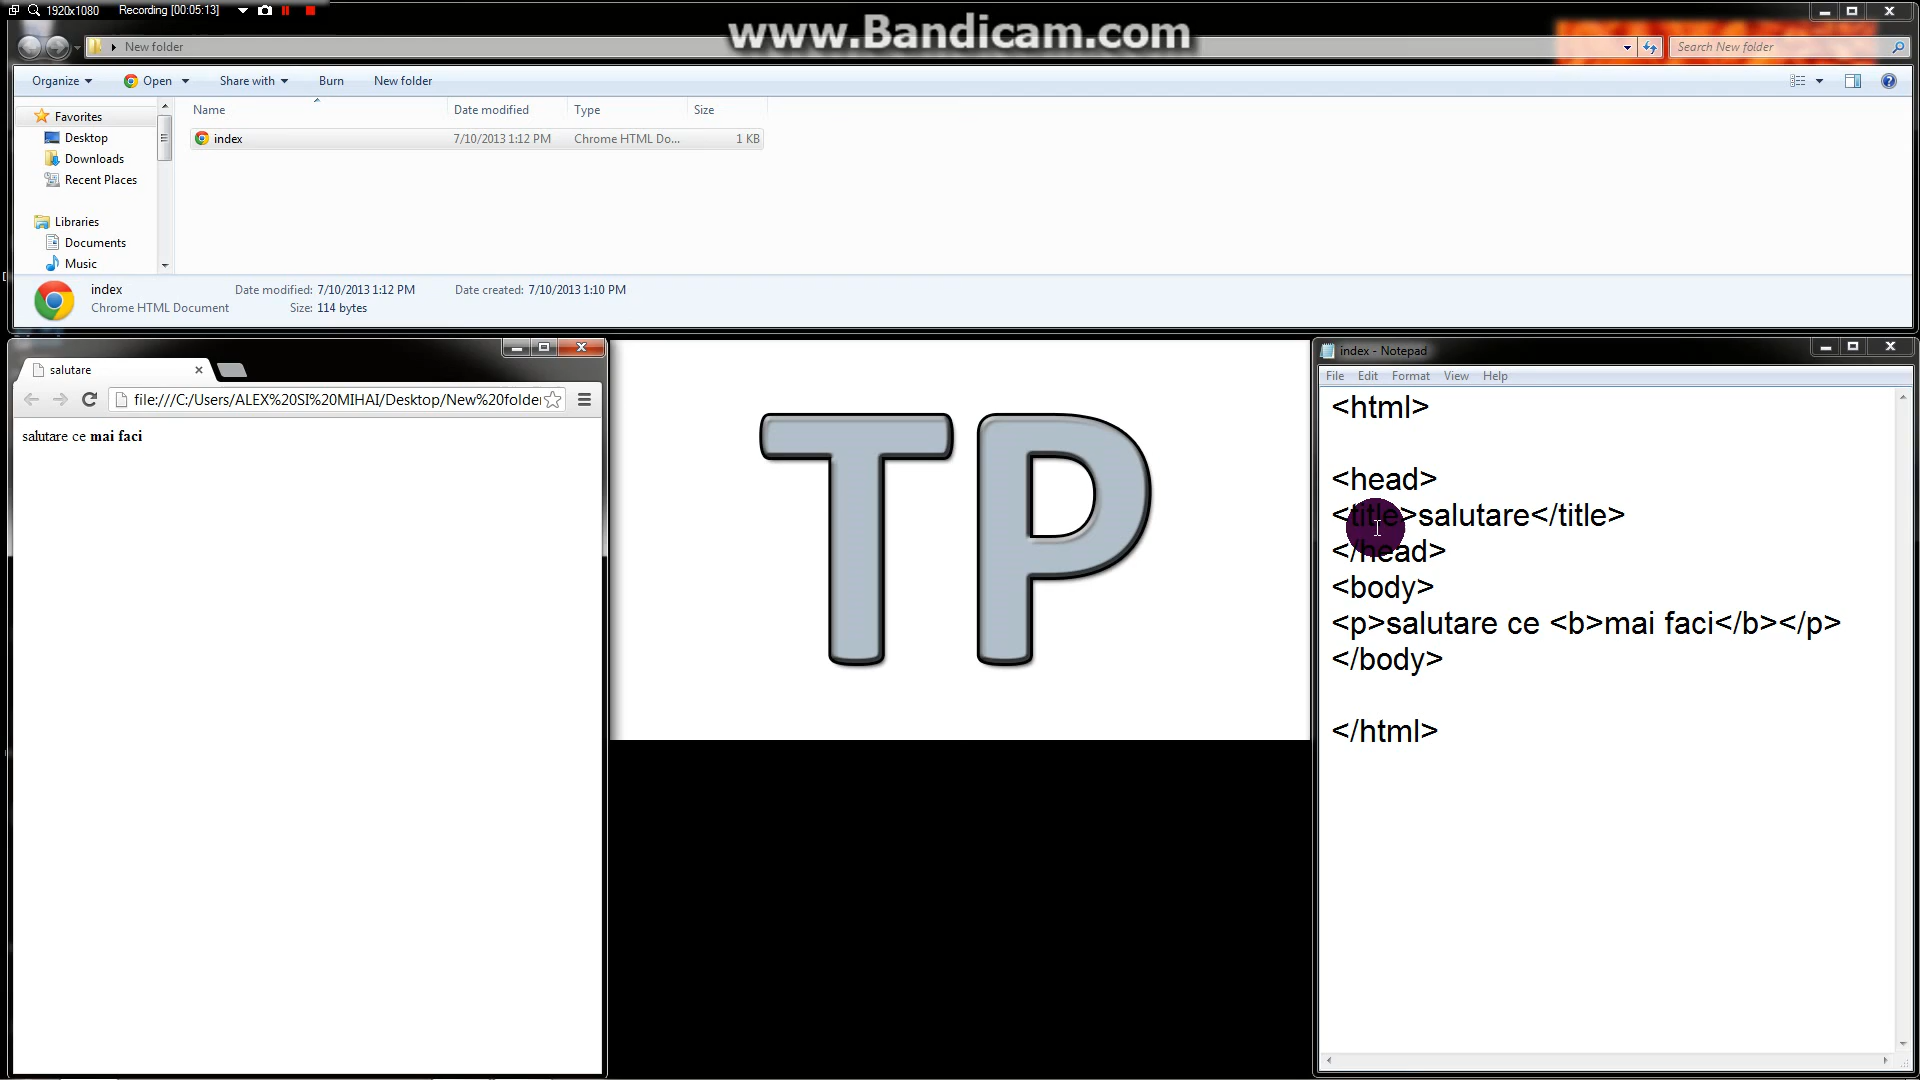 1920x1080 Recording [00:05:13]
www.Bandicam.com
New folder
Search New folder
Organize Open Share with Burn New folder
Favorites
Desktop
Downloads
Recent Places
Libraries
Documents
Music
Name Date modified Type Size
index 7/10/2013 1:12 PM Chrome HTML Do... 1 KB
index Date modified: 7/10/2013 1:12 PM Date created: 7/10/2013 1:10 PM
Chrome HTML Document Size: 114 bytes
salutare
file:///C:/Users/ALEX%20SI%20MIHAI/Desktop/New%20folder
salutare ce mai faci
TP
index - Notepad
File Edit Format View Help
<html>
<head>
<title>salutare</title>
</head>
<body>
<p>salutare ce <b>mai faci</b></p>
</body>
</html>